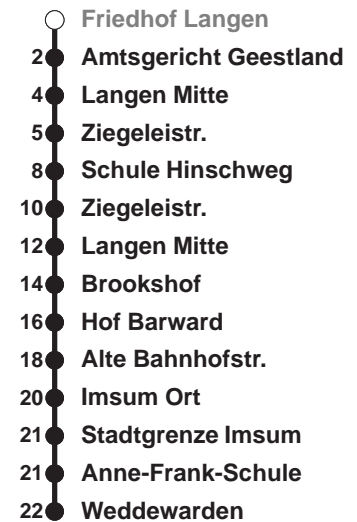 Friedhof Langen
2 Amtsgericht Geestland
4 Langen Mitte
5 Ziegeleistr.
8 Schule Hinschweg
10 Ziegeleistr.
12 Langen Mitte
14 Brookshof
16 Hof Barward
18 Alte Bahnhofstr.
20 Imsum Ort
21 Stadtgrenze Imsum
21 Anne-Frank-Schule
22 Weddewarden